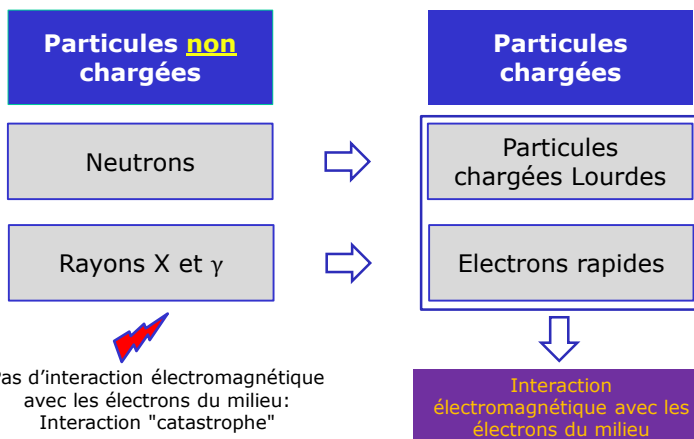 Particules non
chargées
Particules
chargées
Neutrons
Particules
chargées Lourdes
Rayons X et γ
Electrons rapides
Pas d'interaction électromagnétique
avec les électrons du milieu:
Interaction "catastrophe"
Interaction
électromagnétique avec les
électrons du milieu